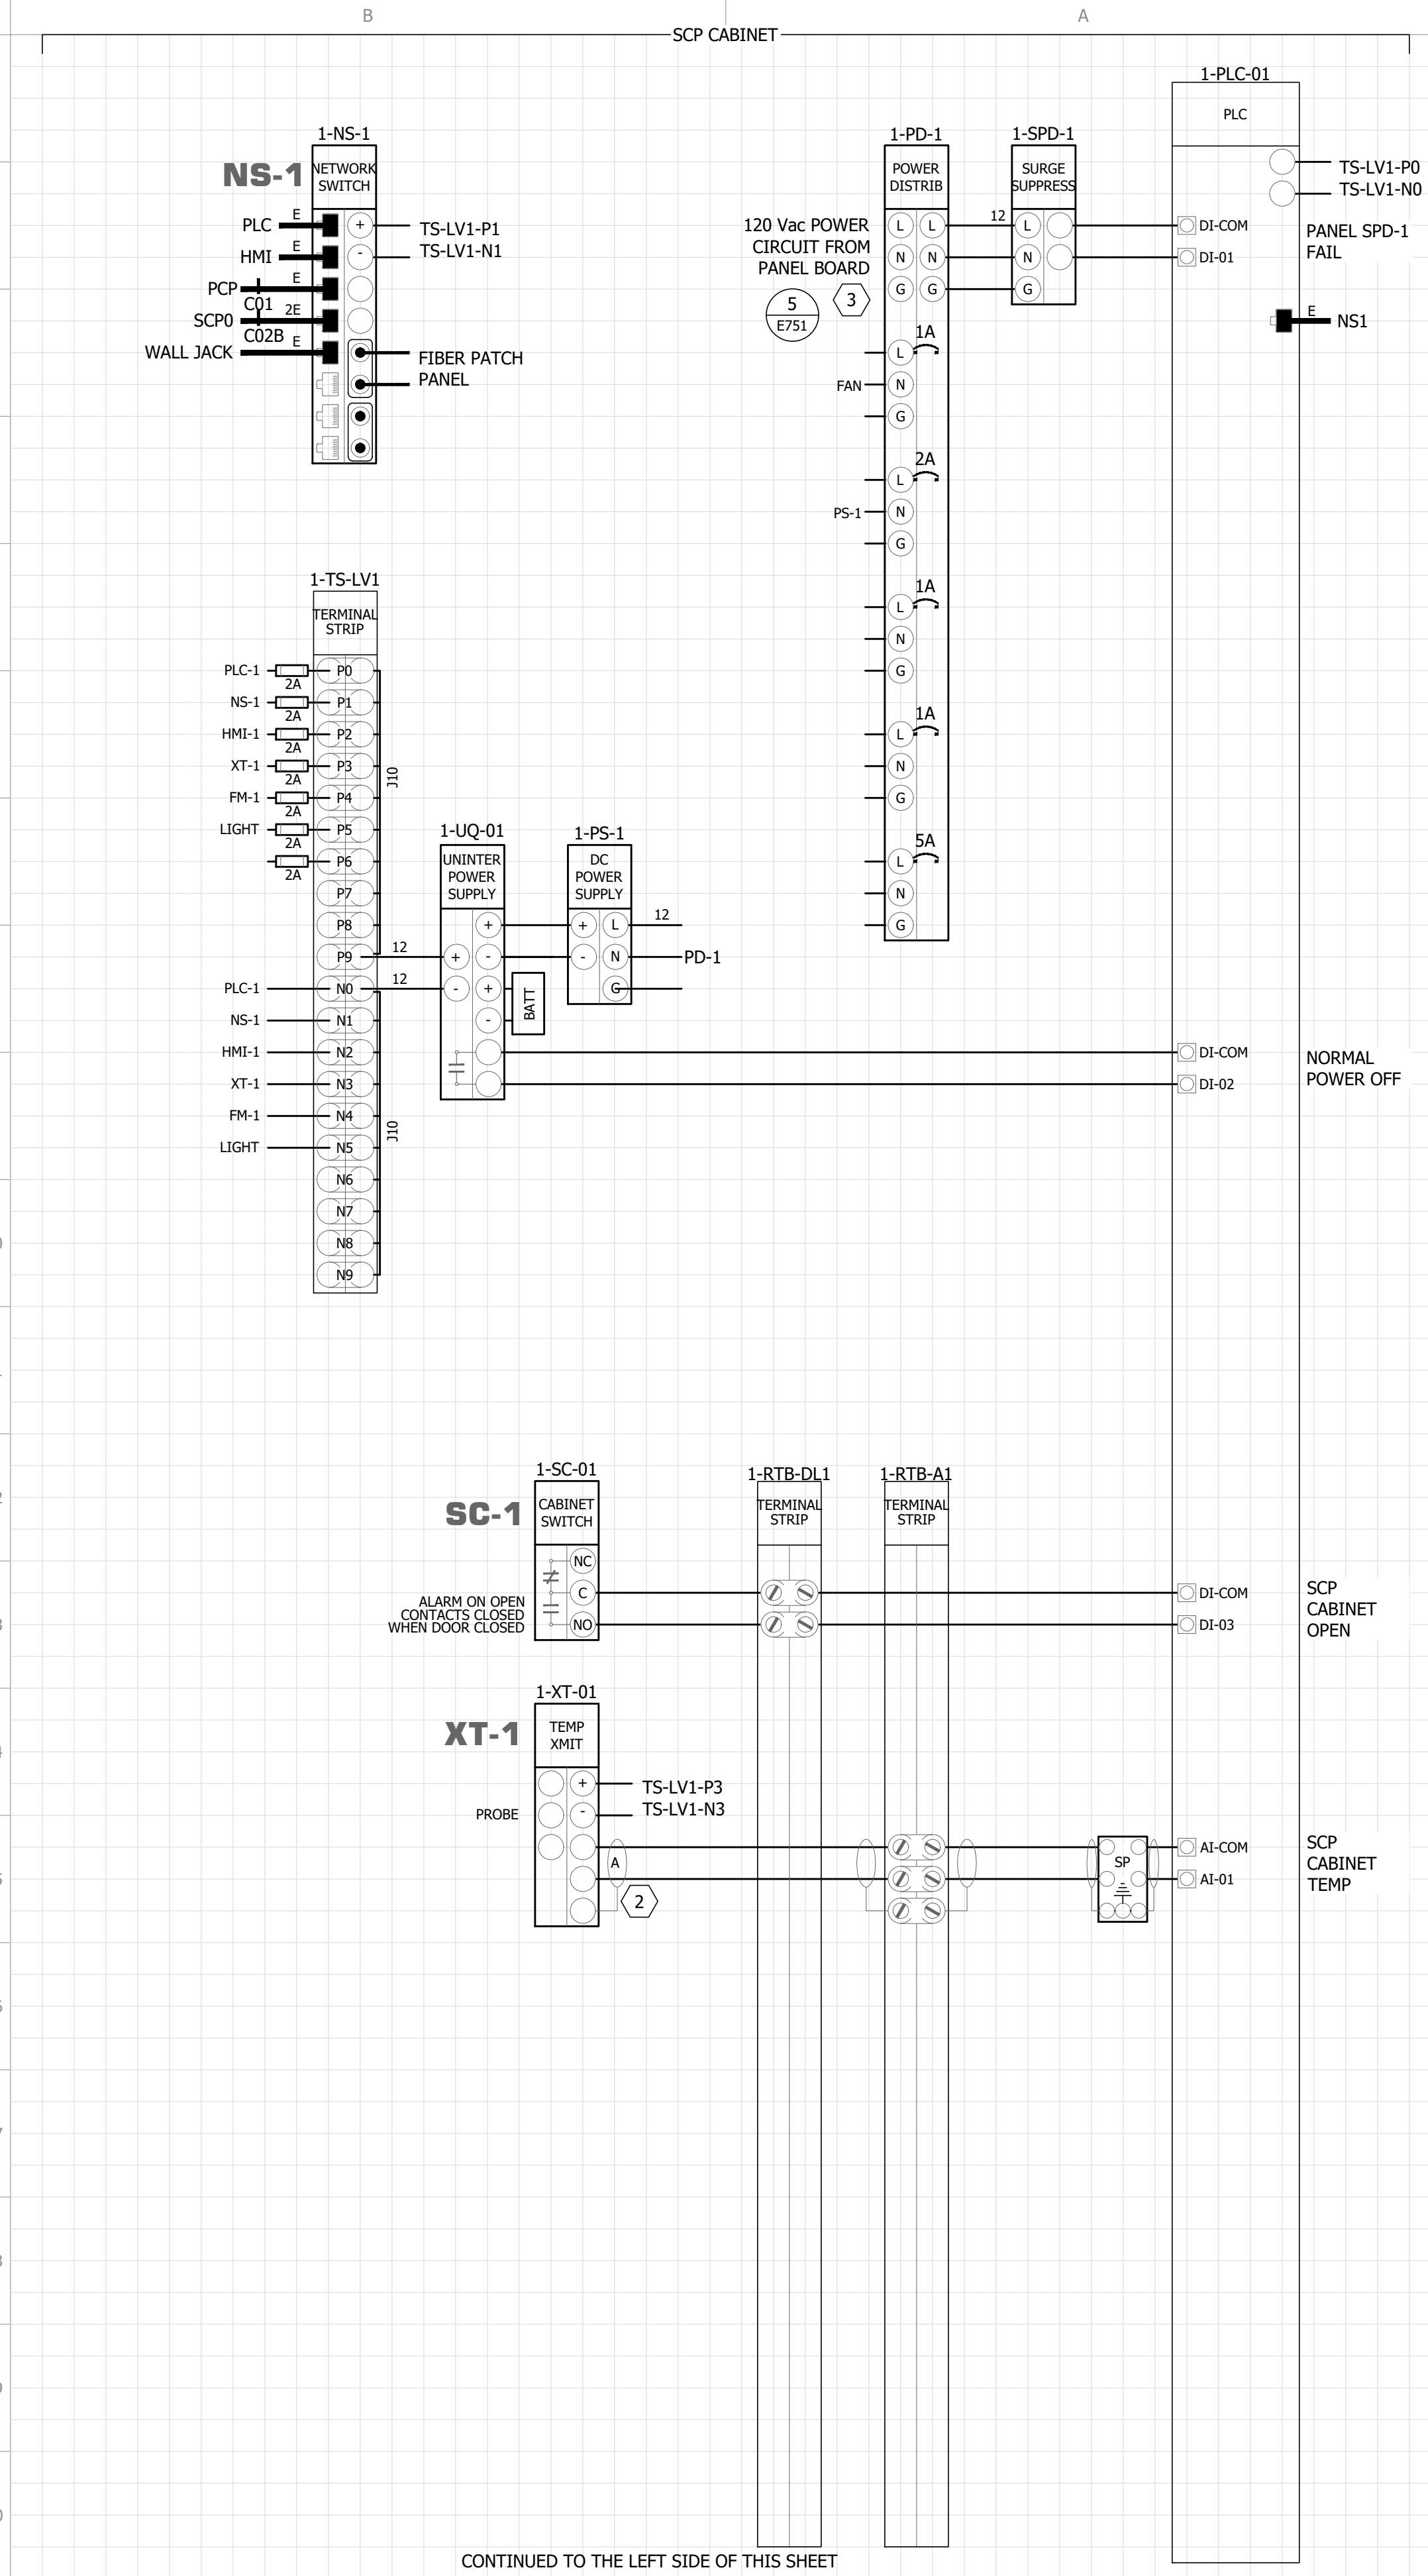 B
A
SCP CABINET
1-PLC-01
PLC
TS-LV1-P0
TS-LV1-N0
DI-COM
DI-01
PANEL SPD-1
FAIL
E
NS1
1-NS-1
NS-1
NETWORK
SWITCH
PLC
E
HMI
E
PCP
E
C01
SCP0
2E
C02B
WALL JACK
E
+
-
TS-LV1-P1
TS-LV1-N1
FIBER PATCH
PANEL
1-PD-1
POWER
DISTRIB
1-SPD-1
SURGE
SUPPRESS
120 Vac POWER
CIRCUIT FROM
PANEL BOARD
5
E751
3
L L 12 L
N N N
G G G
1A
L
FAN N
G
2A
L
PS-1 N
G
1A
L
N
G
1A
L
N
G
5A
L
N
G
1-TS-LV1
TERMINAL
STRIP
PLC-1 2A P0
NS-1 2A P1
HMI-1 2A P2
XT-1 2A P3
FM-1 2A P4
LIGHT 2A P5
2A P6
P7
P8
P9
J10
PLC-1 N0
NS-1 N1
HMI-1 N2
XT-1 N3
FM-1 N4
LIGHT N5
N6
N7
N8
N9
J10
12
12
1-UQ-01
UNINTER
POWER
SUPPLY
+
+ -
- +
-
BATT
1-PS-1
DC
POWER
SUPPLY
+ L 12
- N PD-1
G
DI-COM
DI-02
NORMAL
POWER OFF
1-SC-01
SC-1
CABINET
SWITCH
NC
C
NO
ALARM ON OPEN
CONTACTS CLOSED
WHEN DOOR CLOSED
1-RTB-DL1
TERMINAL
STRIP
1-RTB-A1
TERMINAL
STRIP
DI-COM
DI-03
SCP
CABINET
OPEN
1-XT-01
XT-1
TEMP
XMIT
+
-
PROBE
TS-LV1-P3
TS-LV1-N3
A
2
SP
AI-COM
AI-01
SCP
CABINET
TEMP
CONTINUED TO THE LEFT SIDE OF THIS SHEET